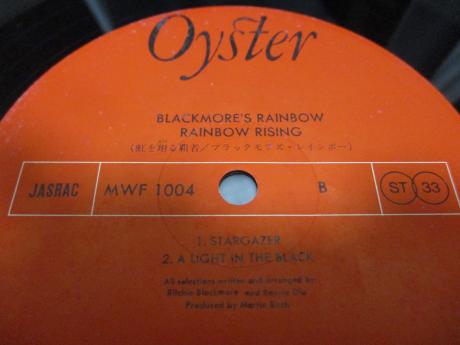 Oyster
BLACKMORE'S RAINBOW
RAINBOW RISING
(虹を翔る覇者/ブラックモアズ・レインボー)
JASRAC MWF 1004 B ST 33
1. STARGAZER
2. A LIGHT IN THE BLACK
All selections written and arranged by:
Ritchie Blackmore and Ronnie Dio
Produced by Martin Birch